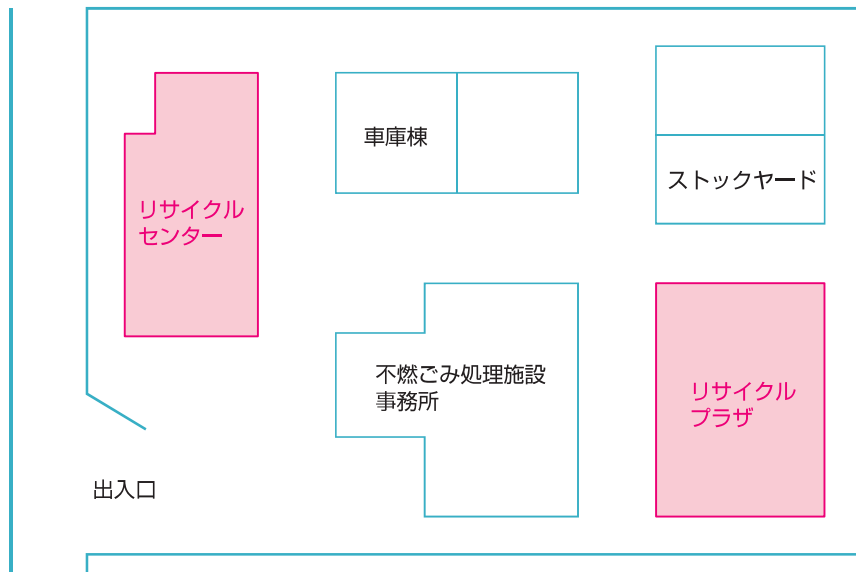 車庫棟
ストックヤード
リサイクル
センター
不燃ごみ処理施設
事務所
リサイクル
プラザ
出入口